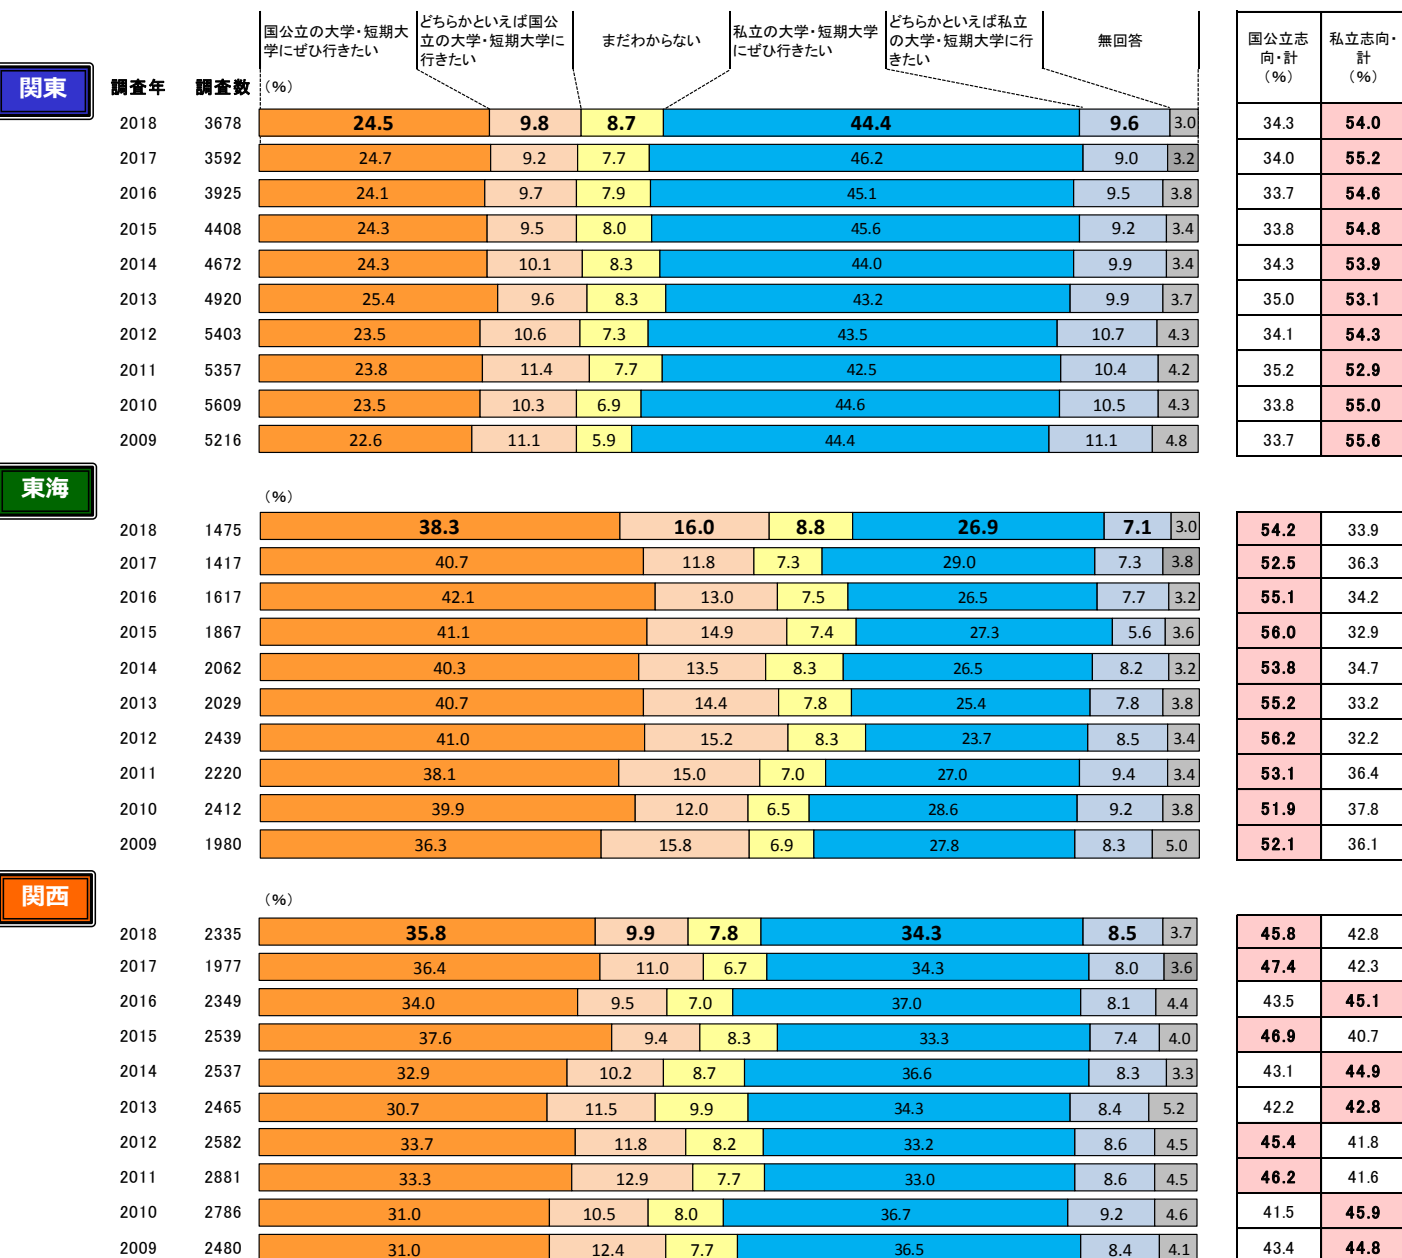 国公立の大学・短期大
学にぜひ行きたい
どちらかといえば国公
立の大学・短期大学に
行きたい
まだわからない
私立の大学・短期大学
にぜひ行きたい
どちらかといえば私立
の大学・短期大学に行
きたい
無回答
国公立志
向・計
(%)
私立志向・
計
(%)
関東
調査年 調査数 (%)
2018 3678 24.5 9.8 8.7 44.4 9.6 3.0 34.3 54.0
2017 3592 24.7 9.2 7.7 46.2 9.0 3.2 34.0 55.2
2016 3925 24.1 9.7 7.9 45.1 9.5 3.8 33.7 54.6
2015 4408 24.3 9.5 8.0 45.6 9.2 3.4 33.8 54.8
2014 4672 24.3 10.1 8.3 44.0 9.9 3.4 34.3 53.9
2013 4920 25.4 9.6 8.3 43.2 9.9 3.7 35.0 53.1
2012 5403 23.5 10.6 7.3 43.5 10.7 4.3 34.1 54.3
2011 5357 23.8 11.4 7.7 42.5 10.4 4.2 35.2 52.9
2010 5609 23.5 10.3 6.9 44.6 10.5 4.3 33.8 55.0
2009 5216 22.6 11.1 5.9 44.4 11.1 4.8 33.7 55.6
東海
(%)
2018 1475 38.3 16.0 8.8 26.9 7.1 3.0 54.2 33.9
2017 1417 40.7 11.8 7.3 29.0 7.3 3.8 52.5 36.3
2016 1617 42.1 13.0 7.5 26.5 7.7 3.2 55.1 34.2
2015 1867 41.1 14.9 7.4 27.3 5.6 3.6 56.0 32.9
2014 2062 40.3 13.5 8.3 26.5 8.2 3.2 53.8 34.7
2013 2029 40.7 14.4 7.8 25.4 7.8 3.8 55.2 33.2
2012 2439 41.0 15.2 8.3 23.7 8.5 3.4 56.2 32.2
2011 2220 38.1 15.0 7.0 27.0 9.4 3.4 53.1 36.4
2010 2412 39.9 12.0 6.5 28.6 9.2 3.8 51.9 37.8
2009 1980 36.3 15.8 6.9 27.8 8.3 5.0 52.1 36.1
関西
(%)
2018 2335 35.8 9.9 7.8 34.3 8.5 3.7 45.8 42.8
2017 1977 36.4 11.0 6.7 34.3 8.0 3.6 47.4 42.3
2016 2349 34.0 9.5 7.0 37.0 8.1 4.4 43.5 45.1
2015 2539 37.6 9.4 8.3 33.3 7.4 4.0 46.9 40.7
2014 2537 32.9 10.2 8.7 36.6 8.3 3.3 43.1 44.9
2013 2465 30.7 11.5 9.9 34.3 8.4 5.2 42.2 42.8
2012 2582 33.7 11.8 8.2 33.2 8.6 4.5 45.4 41.8
2011 2881 33.3 12.9 7.7 33.0 8.6 4.5 46.2 41.6
2010 2786 31.0 10.5 8.0 36.7 9.2 4.6 41.5 45.9
2009 2480 31.0 12.4 7.7 36.5 8.4 4.1 43.4 44.8